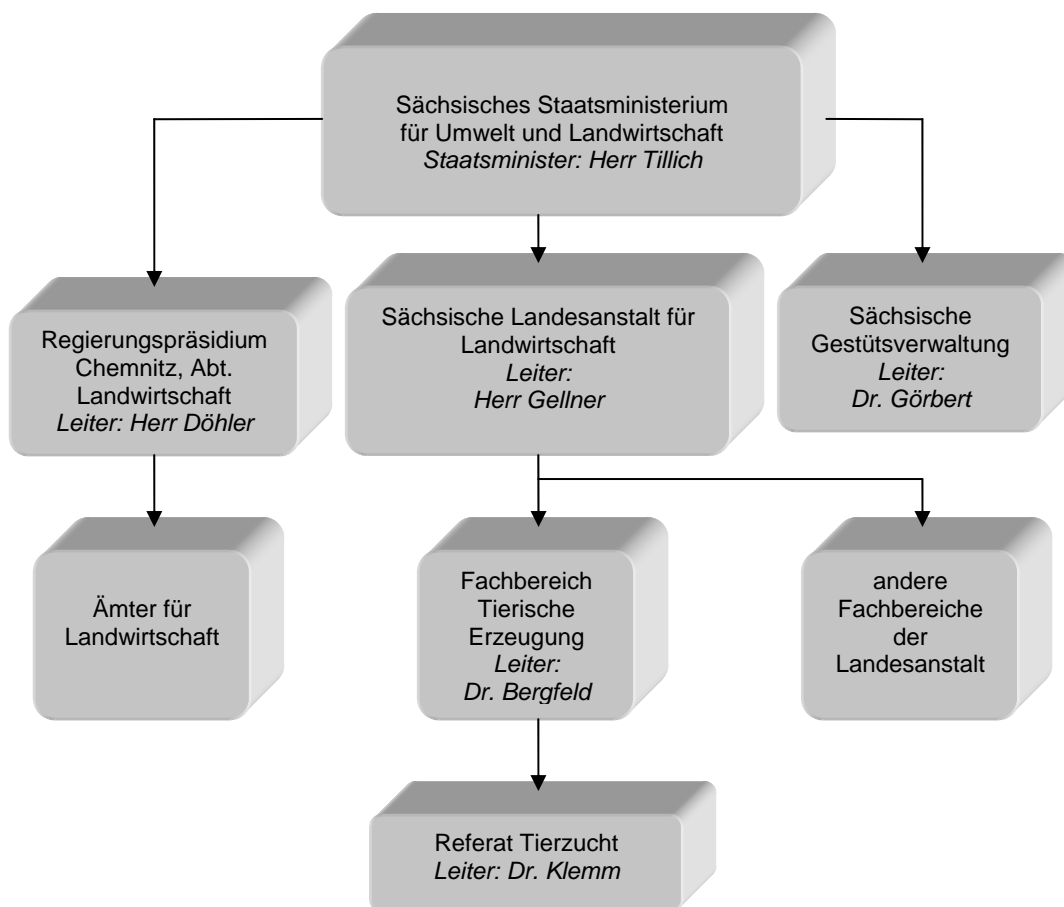 Sächsisches Staatsministerium
für Umwelt und Landwirtschaft
Staatsminister: Herr Tillich
Regierungspräsidium
Chemnitz, Abt.
Landwirtschaft
Leiter: Herr Döhler
Sächsische Landesanstalt für
Landwirtschaft
Leiter:
Herr Gellner
Sächsische
Gestütsverwaltung
Leiter:
Dr. Görbert
Ämter für
Landwirtschaft
Fachbereich
Tierische
Erzeugung
Leiter:
Dr. Bergfeld
andere
Fachbereiche
der
Landesanstalt
Referat Tierzucht
Leiter: Dr. Klemm